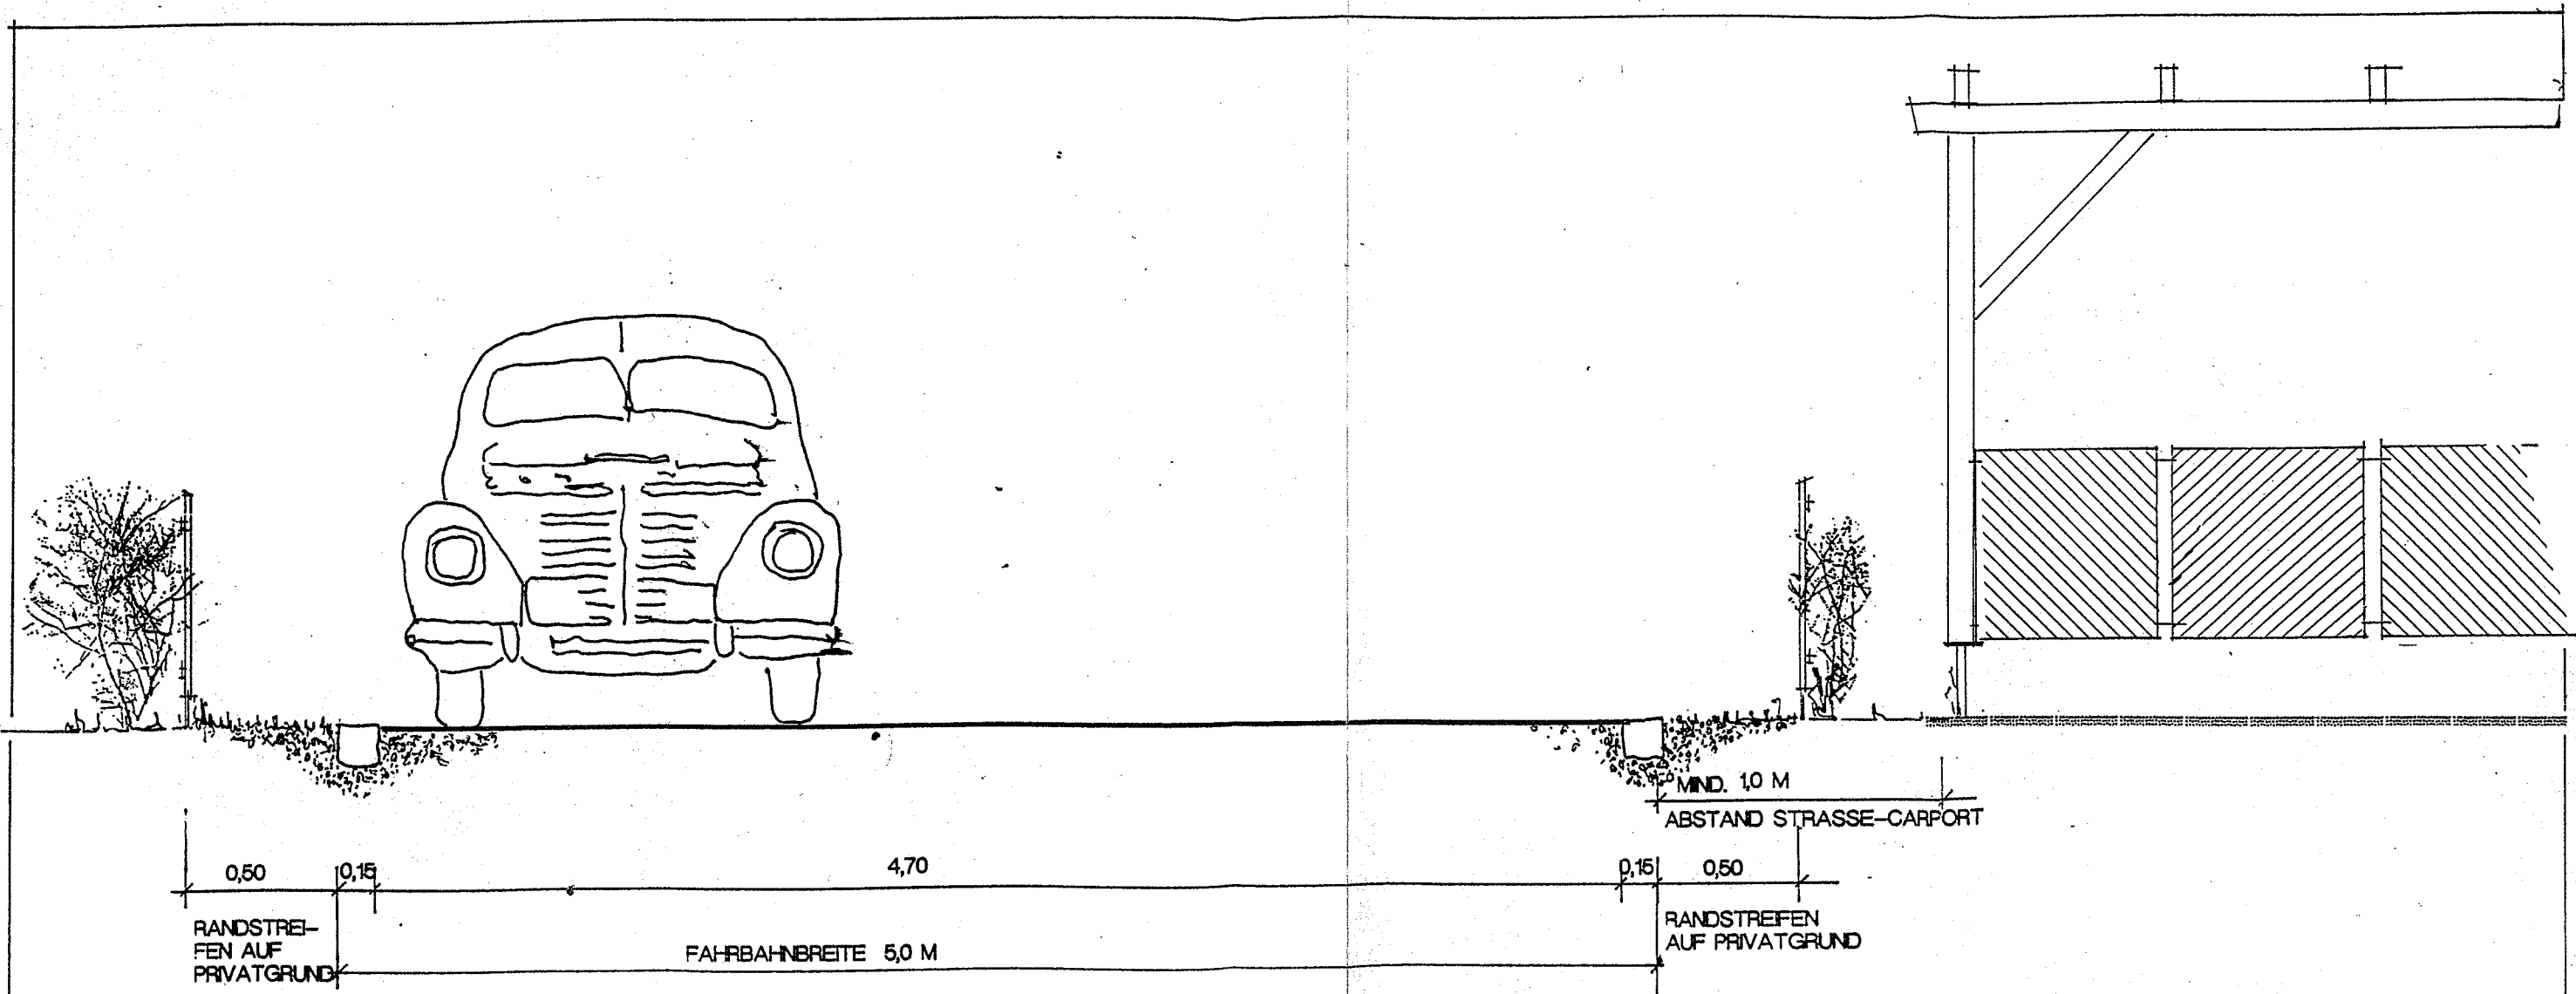 MIND. 1,0 M
ABSTAND STRASSE-CARPORT
0,50
0,15
4,70
0,15
0,50
RANDSTREI-
FEN AUF
PRIVATGRUND
FAHRBAHNBREITE 5,0 M
RANDSTREIFEN
AUF PRIVATGRUND